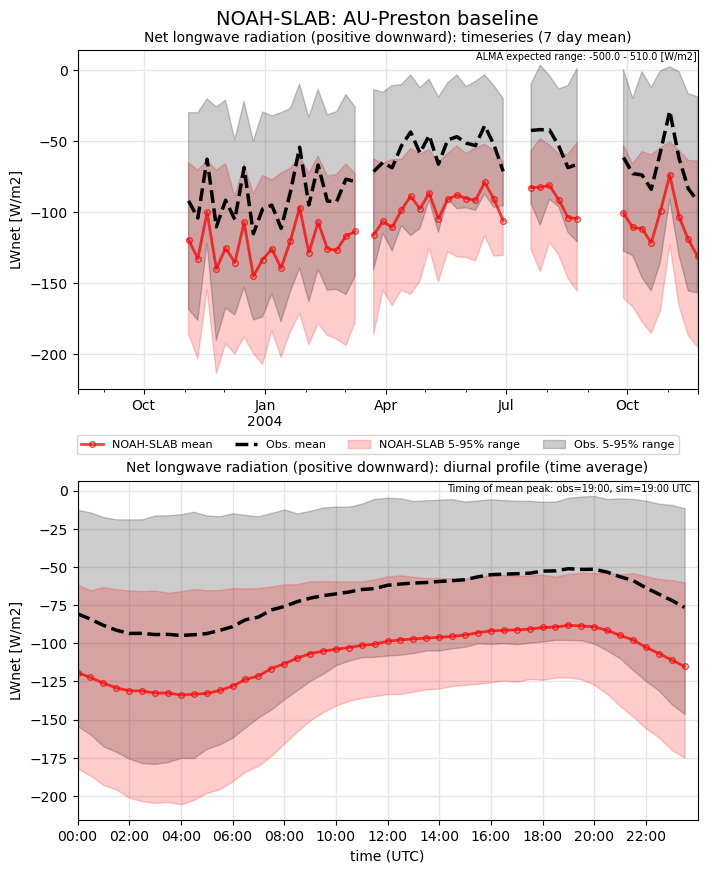 NOAH-SLAB: AU-Preston baseline
Net longwave radiation (positive downward): timeseries (7 day mean)
ALMA expected range: -500.0 - 510.0 [W/m2]
0
−50
−100
−150
−200
LWnet [W/m2]
Oct
Jan
2004
Apr
Jul
Oct
NOAH-SLAB mean
Obs. mean
NOAH-SLAB 5-95% range
Obs. 5-95% range
Net longwave radiation (positive downward): diurnal profile (time average)
Timing of mean peak: obs=19:00, sim=19:00 UTC
0
−25
−50
−75
−100
−125
−150
−175
−200
LWnet [W/m2]
00:00
02:00
04:00
06:00
08:00
10:00
12:00
14:00
16:00
18:00
20:00
22:00
time (UTC)